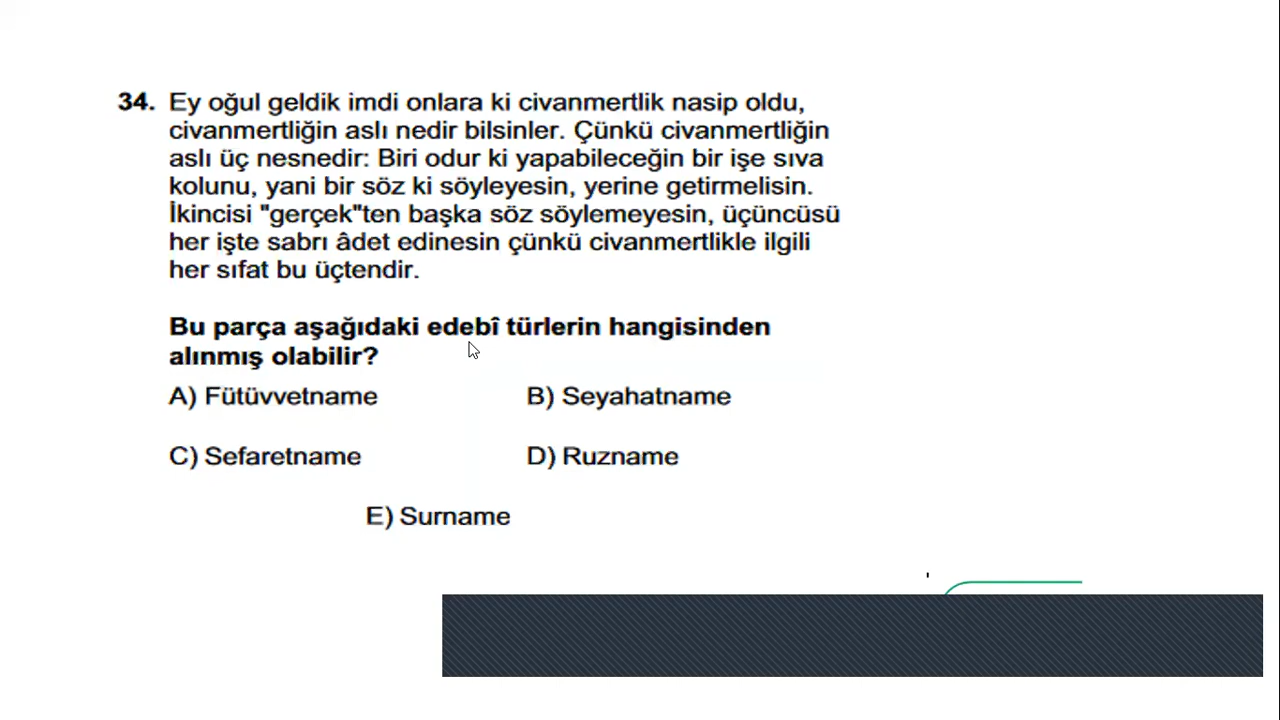 34. Ey oğul geldik imdi onlara ki civanmertlik nasip oldu,
civanmertliğin aslı nedir bilsinler. Çünkü civanmertliğin
aslı üç nesnedir: Biri odur ki yapabileceğin bir işe sıva
kolunu, yani bir söz ki söyleyesin, yerine getirmelisin.
İkincisi "gerçek"ten başka söz söylemeyesin, üçüncüsü
her işte sabrı âdet edinesin çünkü civanmertlikle ilgili
her sıfat bu üçtendir.
Bu parça aşağıdaki edebî türlerin hangisinden
alınmış olabilir?
A) Fütüvvetname B) Seyahatname
C) Sefaretname D) Ruzname
E) Surname